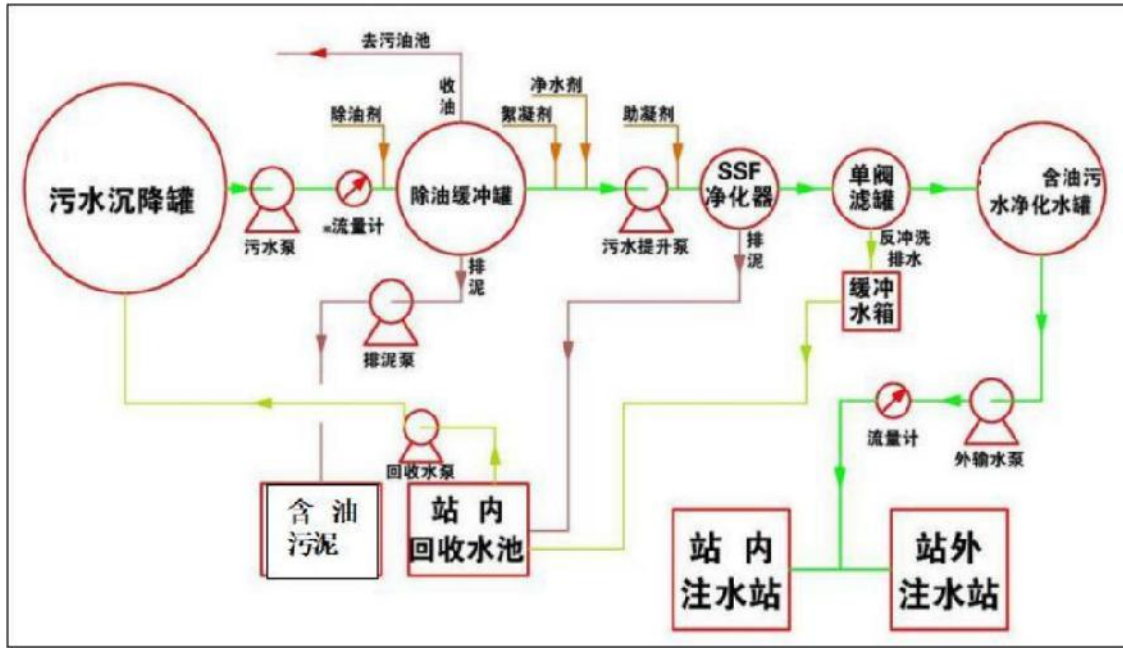 去污油池
收
油
除油剂
絮凝剂
净水剂
助凝剂
污水沉降罐
污水泵
流量计
除油缓冲罐
污水提升泵
SSF
净化器
单阀
滤罐
含油污
水净化水罐
排
泥
排
泥
反冲洗
排水
缓冲
水箱
排泥泵
回收水泵
流量计
外输水泵
含 油
污泥
站 内
回收水池
站 内
注水站
站外
注水站